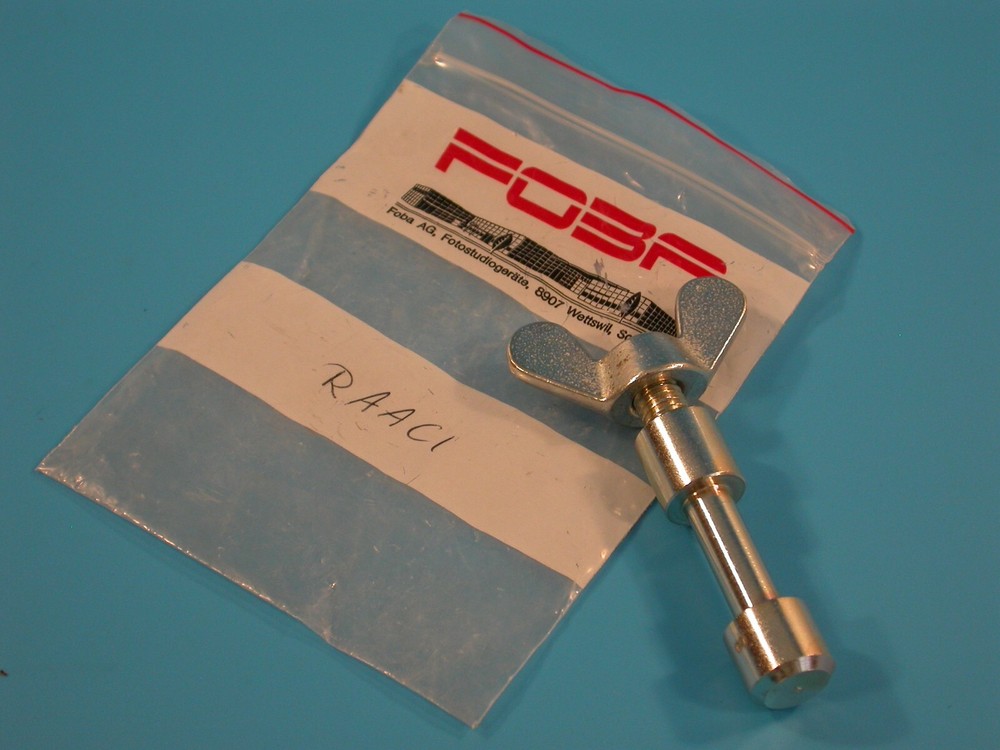 FOBA
Foba AG, Fotostudiogeräte, 8907 Wettswil,
RAACI